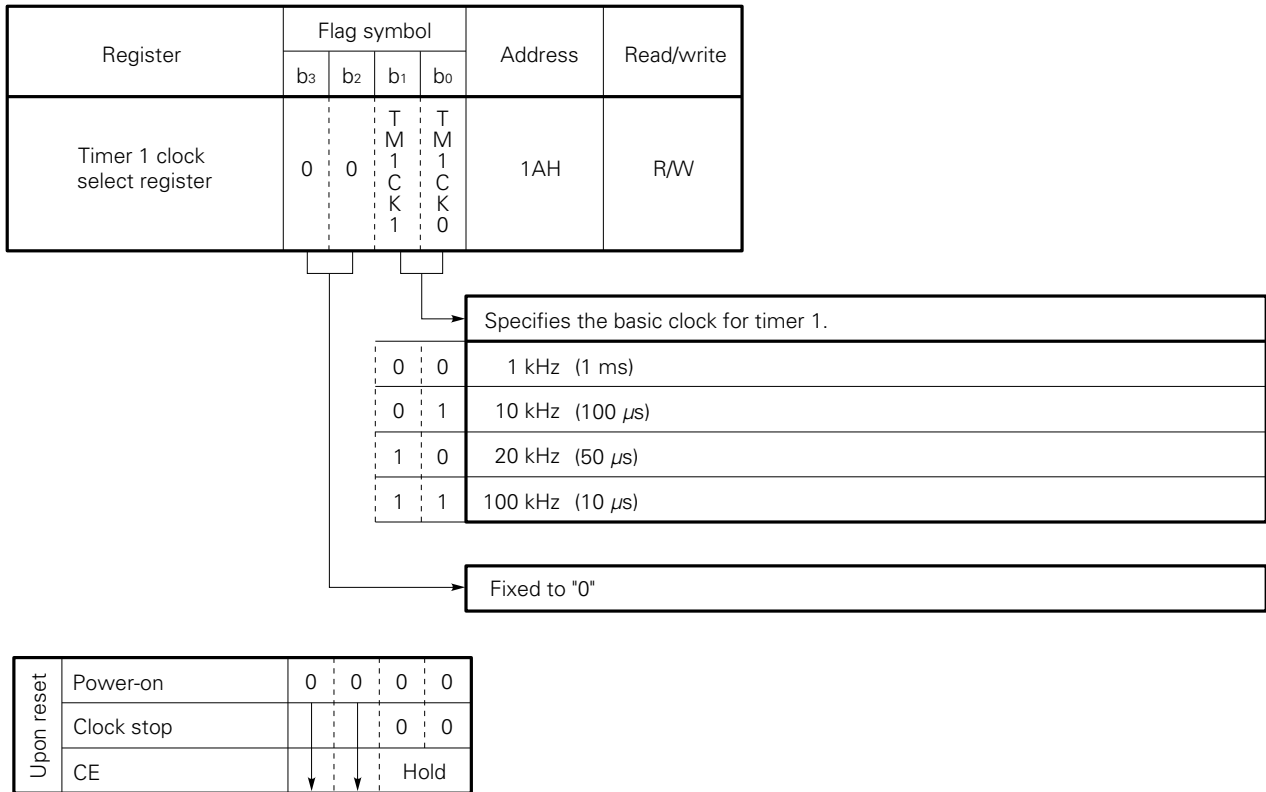 Register
Flag symbol
Address
Read/write
b3 b2 b1 b0
Timer 1 clock
select register
0 0
TM1CK1
TM1CK0
1AH
R/W
Specifies the basic clock for timer 1.
0 0 1 kHz (1 ms)
0 1 10 kHz (100 μs)
1 0 20 kHz (50 μs)
1 1 100 kHz (10 μs)
Fixed to "0"
Upon reset
Power-on 0 0 0 0
Clock stop 0 0
CE Hold